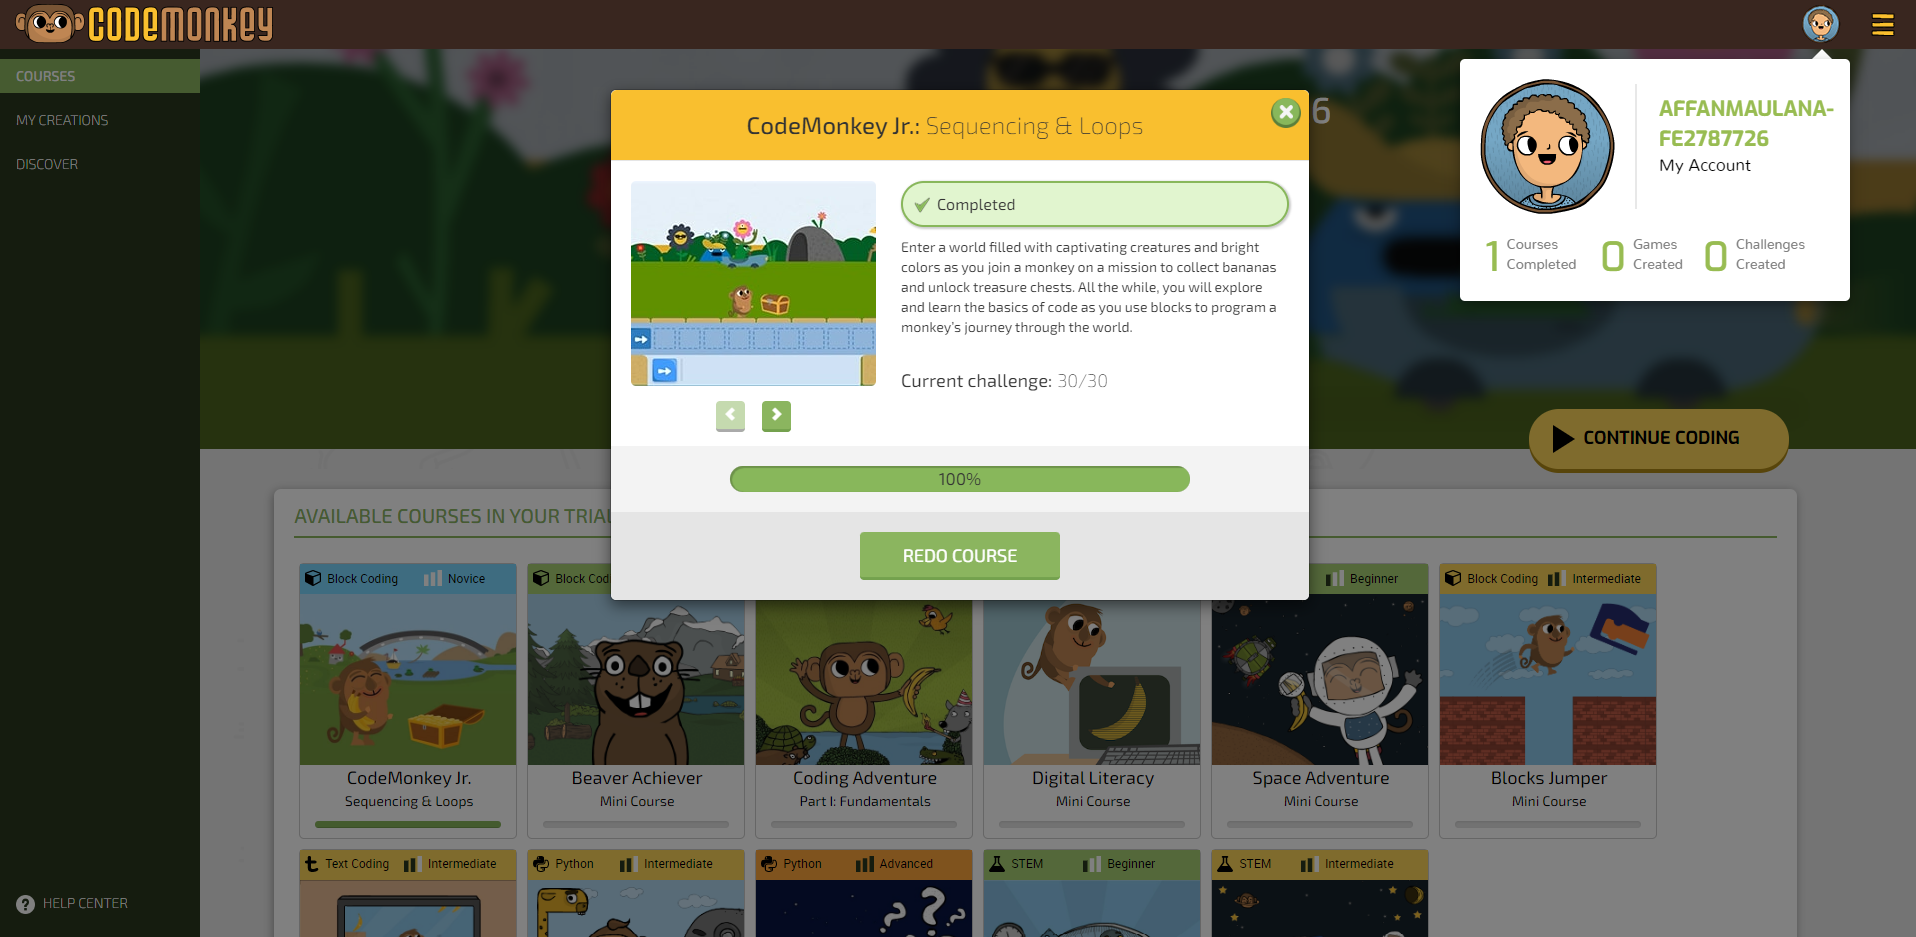 CODEMONKEY
COURSES
MY CREATIONS
DISCOVER
HELP CENTER
6
AFFANMAULANA-
FE2787726
My Account
1 Courses Completed
0 Games Created
0 Challenges Created
CodeMonkey Jr.: Sequencing & Loops
Completed
Enter a world filled with captivating creatures and bright
colors as you join a monkey on a mission to collect bananas
and unlock treasure chests. All the while, you will explore
and learn the basics of code as you use blocks to program a
monkey's journey through the world.
Current challenge: 30/30
100%
REDO COURSE
CONTINUE CODING
AVAILABLE COURSES IN YOUR TRIAL
Block Coding Novice
CodeMonkey Jr.
Sequencing & Loops
Block Cod
Beaver Achiever
Mini Course
Coding Adventure
Part I: Fundamentals
Digital Literacy
Mini Course
Beginner
Space Adventure
Mini Course
Block Coding Intermediate
Blocks Jumper
Mini Course
Text Coding Intermediate
Python Intermediate
Python Advanced
STEM Beginner
STEM Intermediate